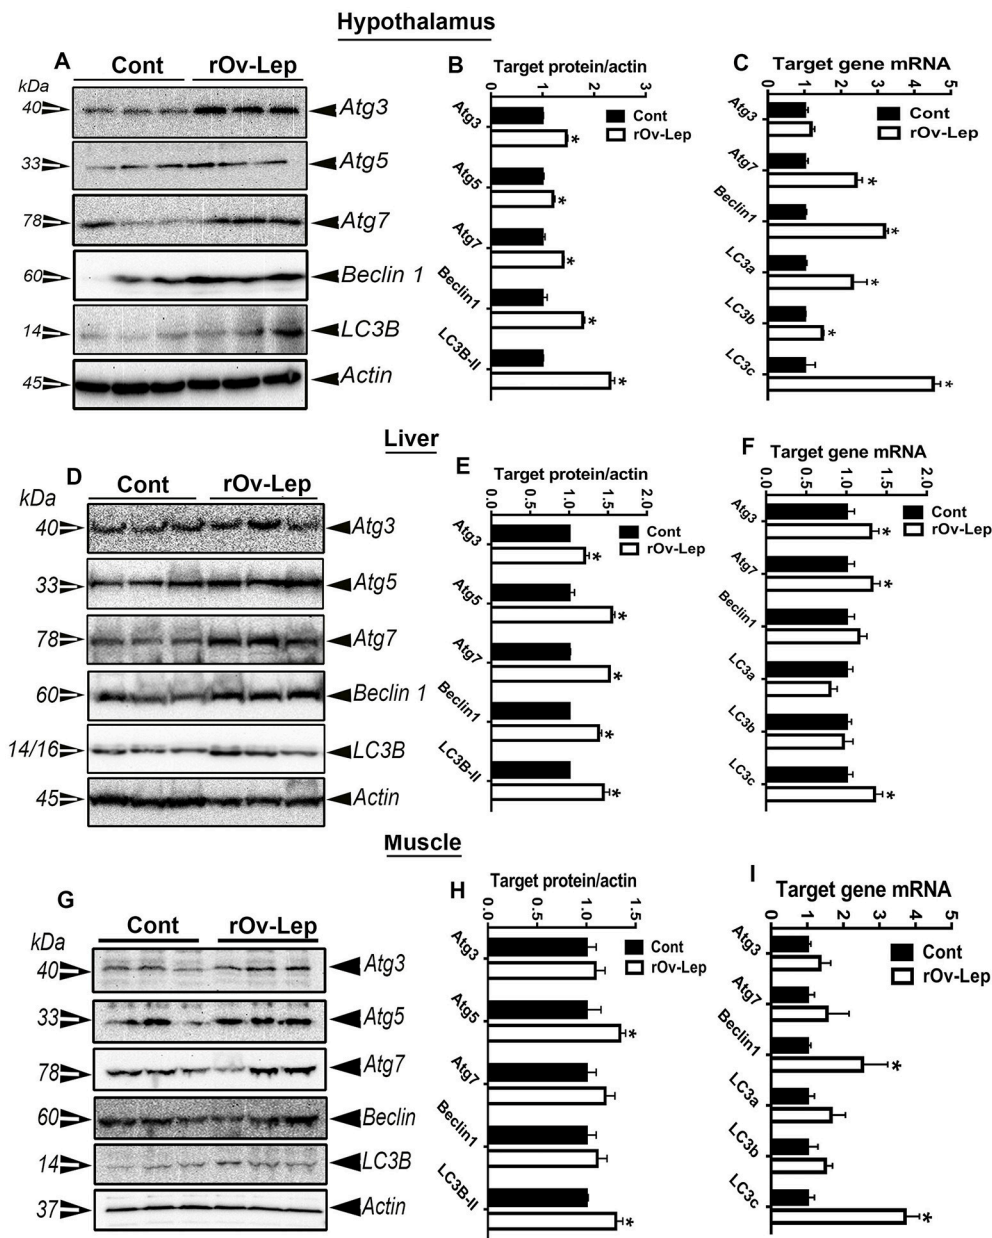 Hypothalamus
A
Cont rOv-Lep
kDa
40 Atg3
33 Atg5
78 Atg7
60 Beclin 1
14 LC3B
45 Actin
B
Target protein/actin
0 1 2 3
Atg3
Atg5
Atg7
Beclin1
LC3B-II
Cont
rOv-Lep
*
*
*
*
*
C
Target gene mRNA
0 1 2 3 4 5
Atg3
Atg7
Beclin1
LC3a
LC3b
LC3c
Cont
rOv-Lep
*
*
*
*
*
Liver
D
Cont rOv-Lep
kDa
40 Atg3
33 Atg5
78 Atg7
60 Beclin 1
14/16 LC3B
45 Actin
E
Target protein/actin
0.0 0.5 1.0 1.5 2.0
Atg3
Atg5
Atg7
Beclin1
LC3B-II
Cont
rOv-Lep
*
*
*
*
*
F
Target gene mRNA
0.0 0.5 1.0 1.5 2.0
Atg3
Atg7
Beclin1
LC3a
LC3b
LC3c
Cont
rOv-Lep
*
*
*
Muscle
G
Cont rOv-Lep
kDa
40 Atg3
33 Atg5
78 Atg7
60 Beclin
14 LC3B
37 Actin
H
Target protein/actin
0.0 0.5 1.0 1.5
Atg3
Atg5
Atg7
Beclin1
LC3B-II
Cont
rOv-Lep
*
*
I
Target gene mRNA
0 1 2 3 4 5
Atg3
Atg7
Beclin1
LC3a
LC3b
LC3c
Cont
rOv-Lep
*
*